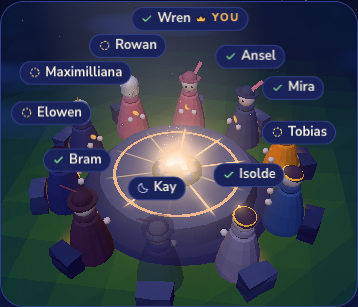 Wren YOU
Rowan
Ansel
Maximilliana
Mira
Elowen
Tobias
Bram
Isolde
Kay